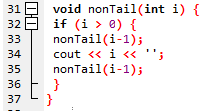 31 void nonTail(int i) {
32 if (i > 0) {
33 nonTail(i-1);
34 cout << i << '';
35 nonTail(i-1);
36 }
37 }